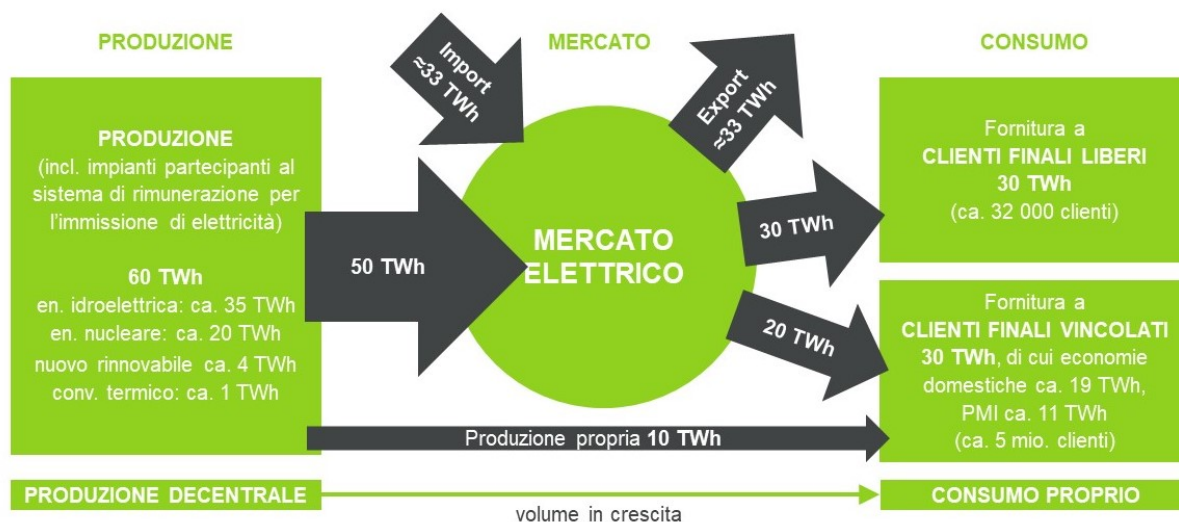 PRODUZIONE
PRODUZIONE
(incl. impianti partecipanti al
sistema di rimunerazione per
l'immissione di elettricità)
60 TWh
en. idroelettrica: ca. 35 TWh
en. nucleare: ca. 20 TWh
nuovo rinnovabile ca. 4 TWh
conv. termico: ca. 1 TWh
MERCATO
Import
≈33 TWh
Export
≈33 TWh
50 TWh
MERCATO
ELETTRICO
30 TWh
20 TWh
Produzione propria 10 TWh
CONSUMO
Fornitura a
CLIENTI FINALI LIBERI
30 TWh
(ca. 32 000 clienti)
Fornitura a
CLIENTI FINALI VINCOLATI
30 TWh, di cui economie
domestiche ca. 19 TWh,
PMI ca. 11 TWh
(ca. 5 mio. clienti)
PRODUZIONE DECENTRALE
volume in crescita
CONSUMO PROPRIO